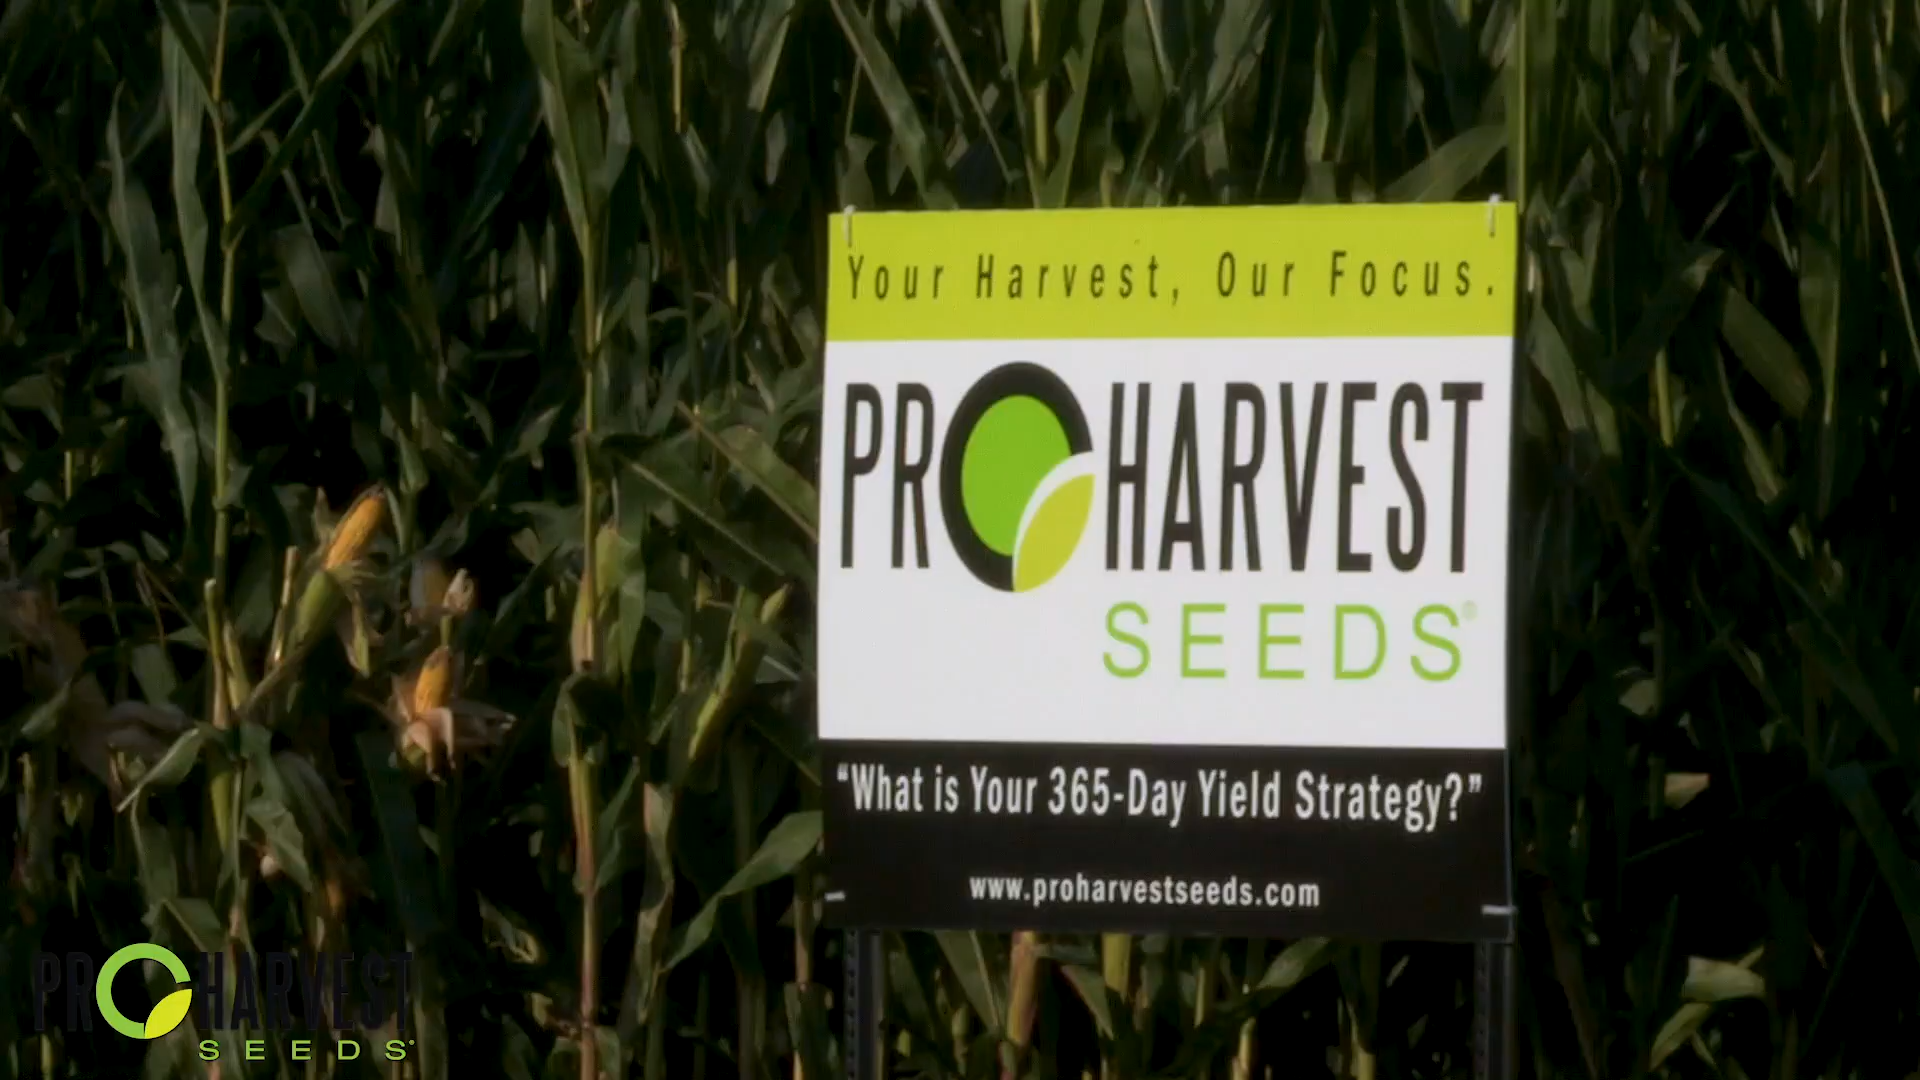 Your Harvest, Our Focus.
PROHARVEST
SEEDS®
"What is Your 365-Day Yield Strategy?"
www.proharvestseeds.com
PROHARVEST
SEEDS®